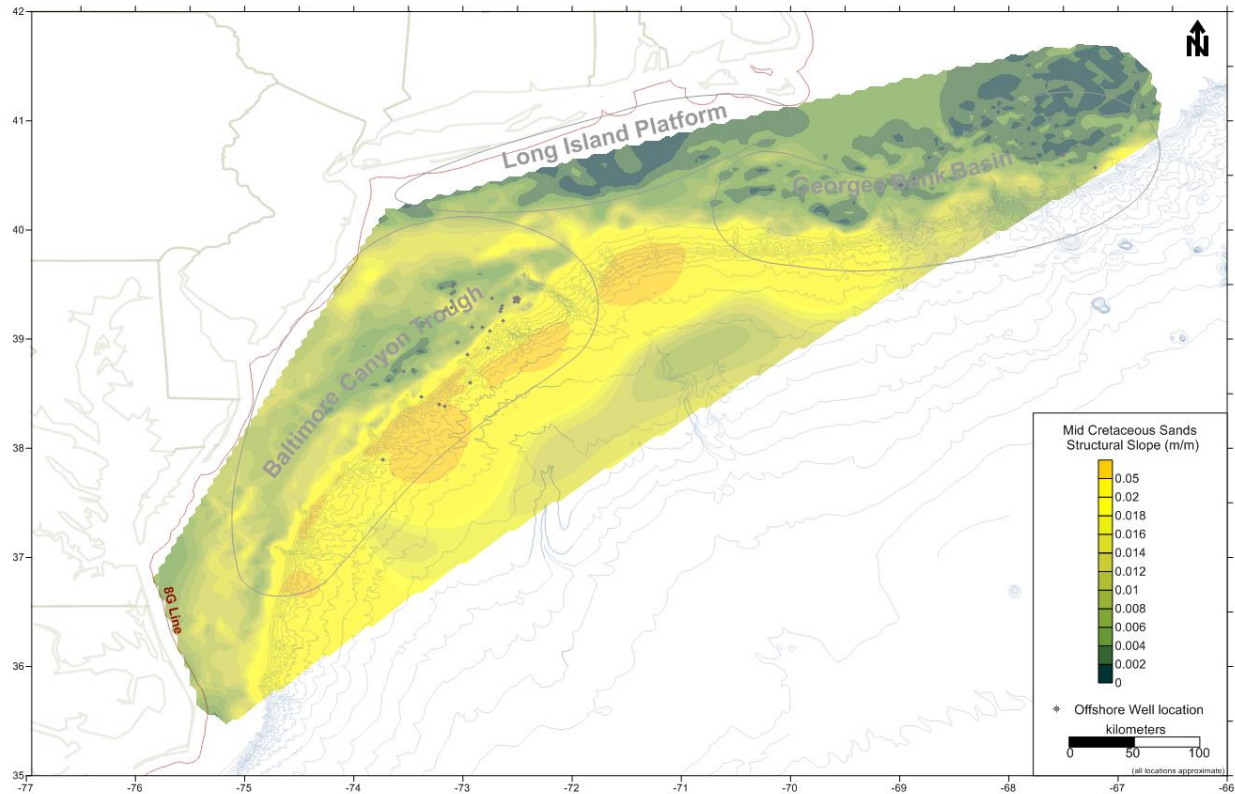 42
41
40
39
38
37
36
35
-77
-76
-75
-74
-73
-72
-71
-70
-69
-68
-67
-66
N
Long Island Platform
Georges Bank Basin
Baltimore Canyon Trough
8G Line
Mid Cretaceous Sands
Structural Slope (m/m)
0.05
0.02
0.018
0.016
0.014
0.012
0.01
0.008
0.006
0.004
0.002
0
Offshore Well location
kilometers
0 50 100
(all locations approximate)